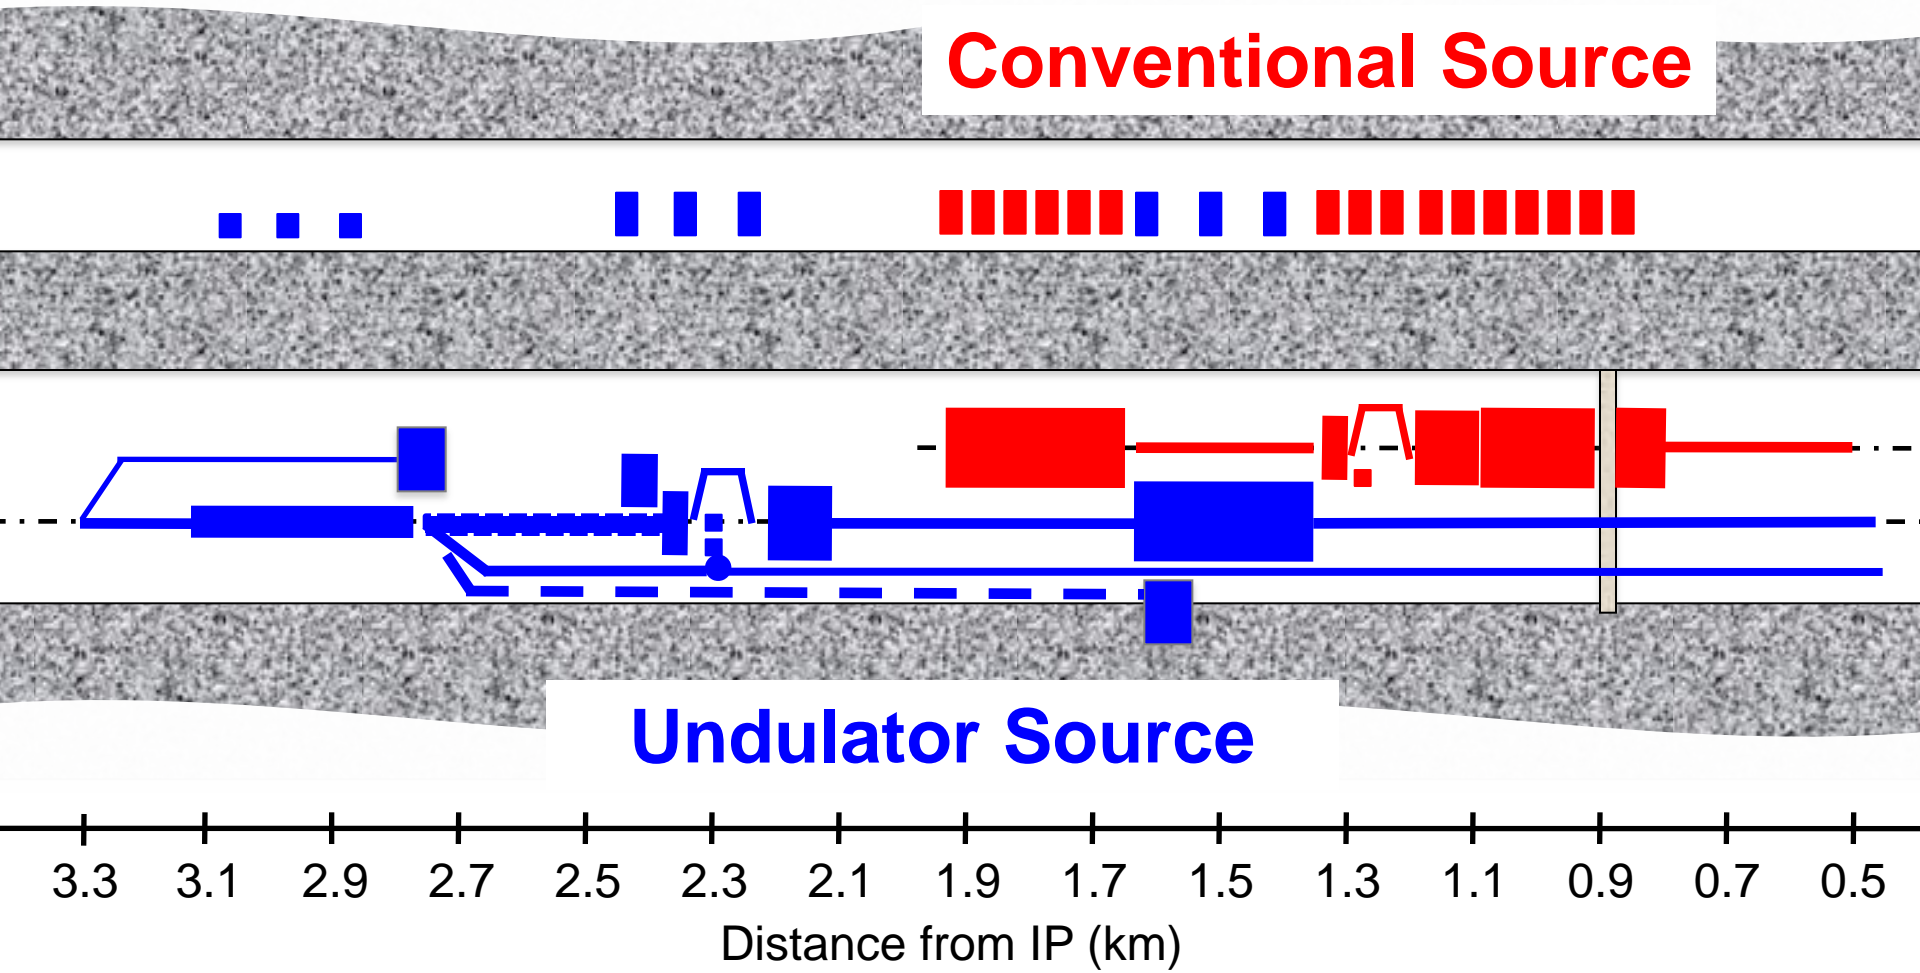 Conventional Source
Undulator Source
3.3 3.1 2.9 2.7 2.5 2.3 2.1 1.9 1.7 1.5 1.3 1.1 0.9 0.7 0.5
Distance from IP (km)